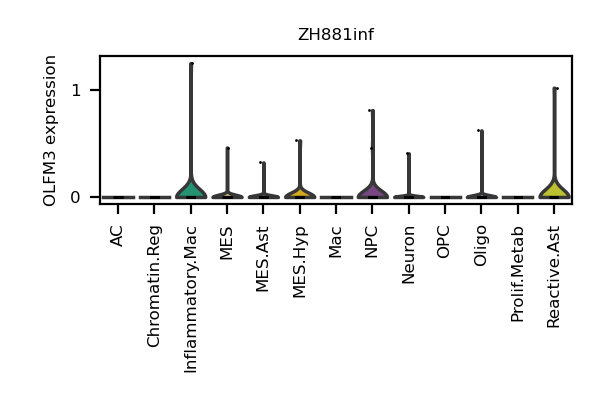 ZH881inf
OLFM3 expression
1
0
AC
Chromatin.Reg
Inflammatory.Mac
MES
MES.Ast
MES.Hyp
Mac
NPC
Neuron
OPC
Oligo
Prolif.Metab
Reactive.Ast